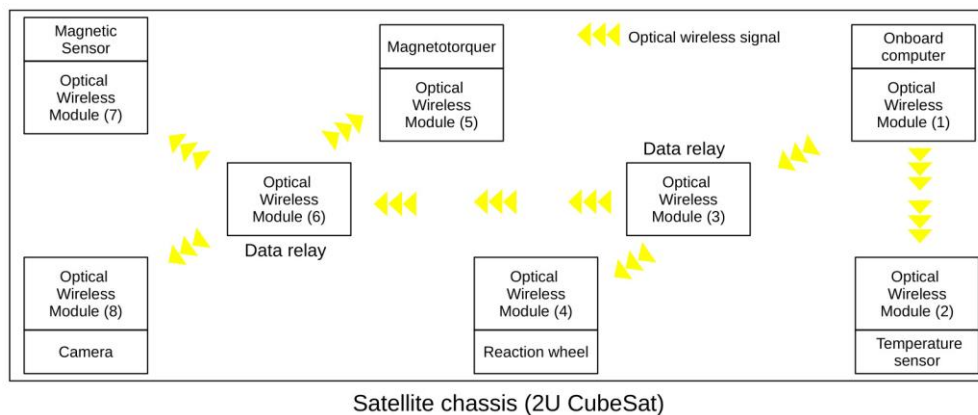 Magnetic
Sensor
Optical
Wireless
Module (7)
Magnetotorquer
Optical
Wireless
Module (5)
Optical wireless signal
Onboard
computer
Optical
Wireless
Module (1)
Data relay
Optical
Wireless
Module (6)
Data relay
Optical
Wireless
Module (3)
Optical
Wireless
Module (8)
Camera
Optical
Wireless
Module (4)
Reaction wheel
Optical
Wireless
Module (2)
Temperature
sensor
Satellite chassis (2U CubeSat)